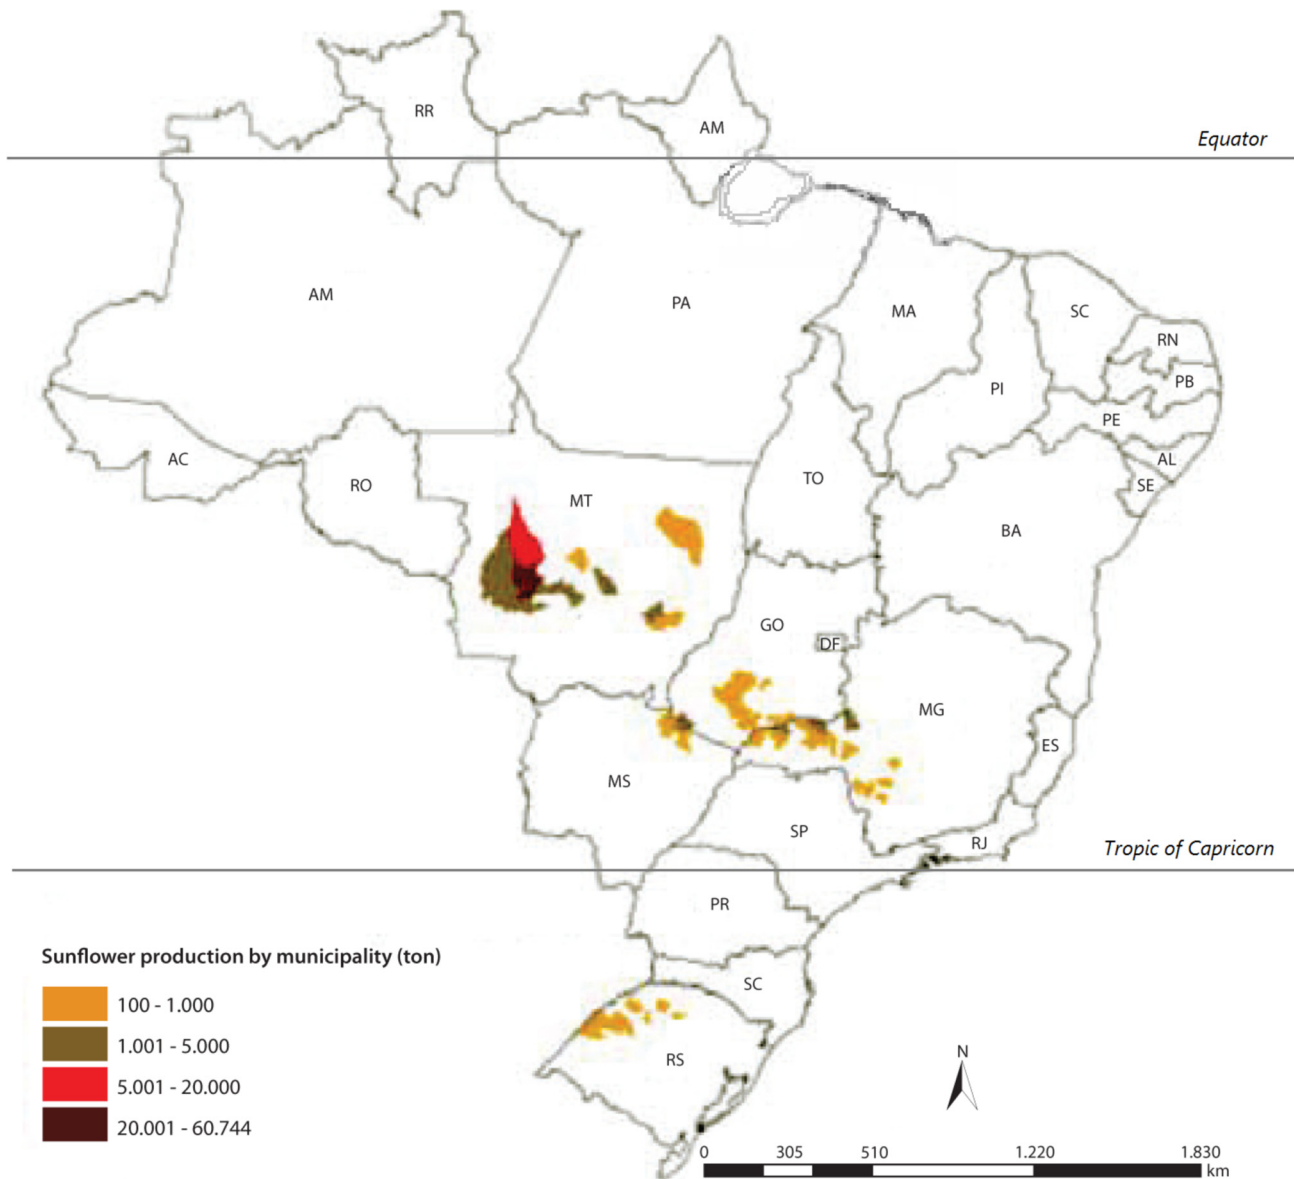 RR
AM
Equator
AM
PA
MA
SC
RN
PI
PB
PE
AC
AL
RO
MT
TO
SE
BA
GO
DF
MG
ES
MS
SP
RJ
Tropic of Capricorn
PR
Sunflower production by municipality (ton)
100 - 1.000
1.001 - 5.000
5.001 - 20.000
20.001 - 60.744
SC
RS
N
0 305 510 1.220 1.830
km